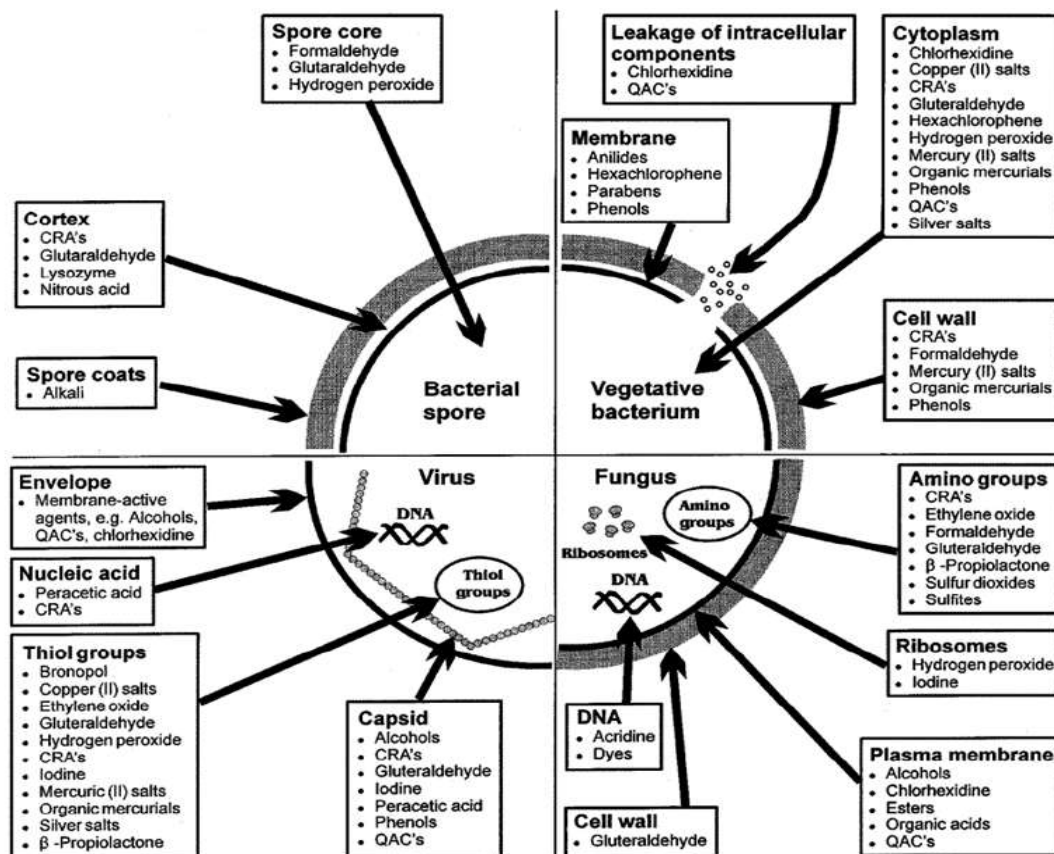 Spore core
• Formaldehyde
• Glutaraldehyde
• Hydrogen peroxide
Leakage of intracellular
components
• Chlorhexidine
• QAC's
Cytoplasm
• Chlorhexidine
• Copper (II) salts
• CRA's
• Gluteraldehyde
• Hexachlorophene
• Hydrogen peroxide
• Mercury (II) salts
• Organic mercurials
• Phenols
• QAC's
• Silver salts
Membrane
• Anilides
• Hexachlorophene
• Parabens
• Phenols
Cortex
• CRA's
• Glutaraldehyde
• Lysozyme
• Nitrous acid
Cell wall
• CRA's
• Formaldehyde
• Mercury (II) salts
• Organic mercurials
• Phenols
Spore coats
• Alkali
Bacterial
spore
Vegetative
bacterium
Envelope
• Membrane-active
agents, e.g. Alcohols,
QAC's, chlorhexidine
Virus
DNA
Thiol
groups
Fungus
Ribosomes
Amino
groups
DNA
Amino groups
• CRA's
• Ethylene oxide
• Formaldehyde
• Gluteraldehyde
• β -Propiolactone
• Sulfur dioxides
• Sulfites
Nucleic acid
• Peracetic acid
• CRA's
Thiol groups
• Bronopol
• Copper (II) salts
• Ethylene oxide
• Gluteraldehyde
• Hydrogen peroxide
• CRA's
• Iodine
• Mercuric (II) salts
• Organic mercurials
• Silver salts
• β -Propiolactone
Capsid
• Alcohols
• CRA's
• Gluteraldehyde
• Iodine
• Peracetic acid
• Phenols
• QAC's
DNA
• Acridine
• Dyes
Cell wall
• Gluteraldehyde
Ribosomes
• Hydrogen peroxide
• Iodine
Plasma membrane
• Alcohols
• Chlorhexidine
• Esters
• Organic acids
• QAC's